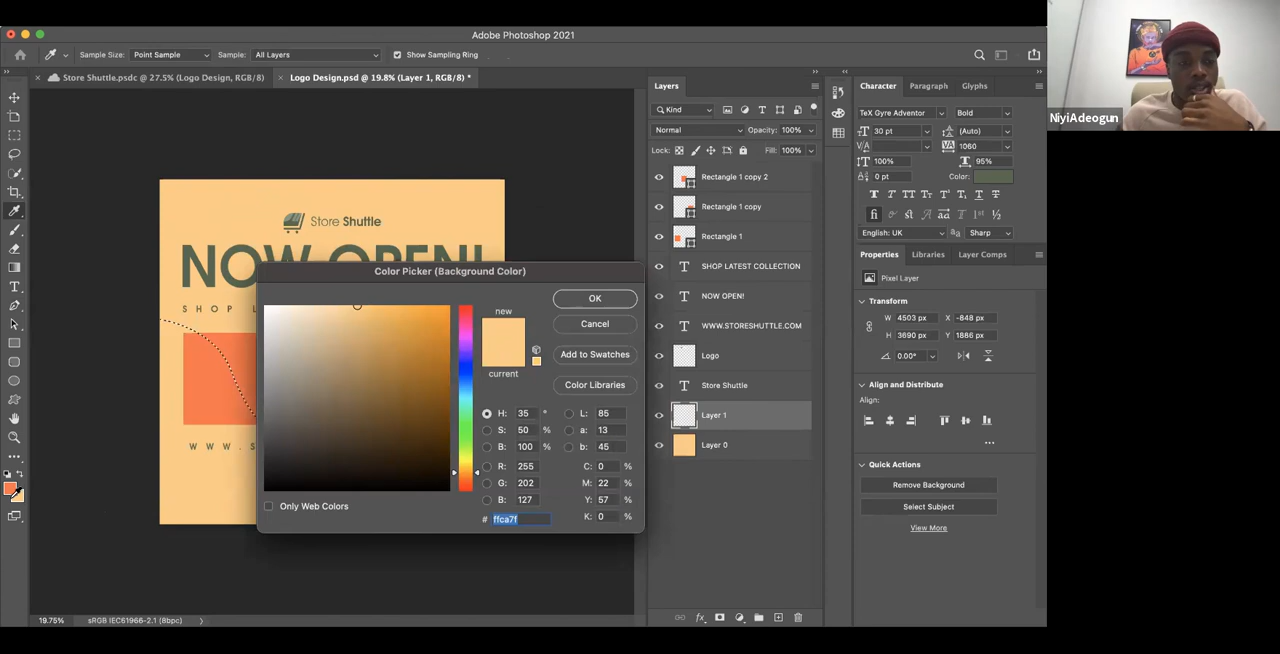 Adobe Photoshop 2021
Sample Size: Point Sample Sample: All Layers Show Sampling Ring
Store Shuttle.psdc @ 27.5% (Logo Design, RGB/8) Logo Design.psd @ 19.8% (Layer 1, RGB/8) *
Store Shuttle
NOW OPEN!
SHOP L
W W W . S
Color Picker (Background Color)
new
current
OK
Cancel
Add to Swatches
Color Libraries
H: 35 ° L: 85
S: 50 % a: 13
B: 100 % b: 45
R: 255 C: 0 %
G: 202 M: 22 %
B: 127 Y: 57 %
# ffca7f K: 0 %
Only Web Colors
19.75% sRGB IEC61966-2.1 (8bpc)
Layers
Kind
Normal Opacity: 100%
Lock: Fill: 100%
Rectangle 1 copy 2
Rectangle 1 copy
Rectangle 1
SHOP LATEST COLLECTION
NOW OPEN!
WWW.STORESHUTTLE.COM
Logo
Store Shuttle
Layer 1
Layer 0
fx
Character Paragraph Glyphs
TeX Gyre Adventor Bold
30 pt (Auto)
1060
100% 95%
0 pt Color:
English: UK Sharp
Properties Libraries Layer Comps
Pixel Layer
Transform
W 4503 px X -848 px
H 3690 px Y 1886 px
0.00°
Align and Distribute
Align:
Quick Actions
Remove Background
Select Subject
View More
NiyiAdeogun